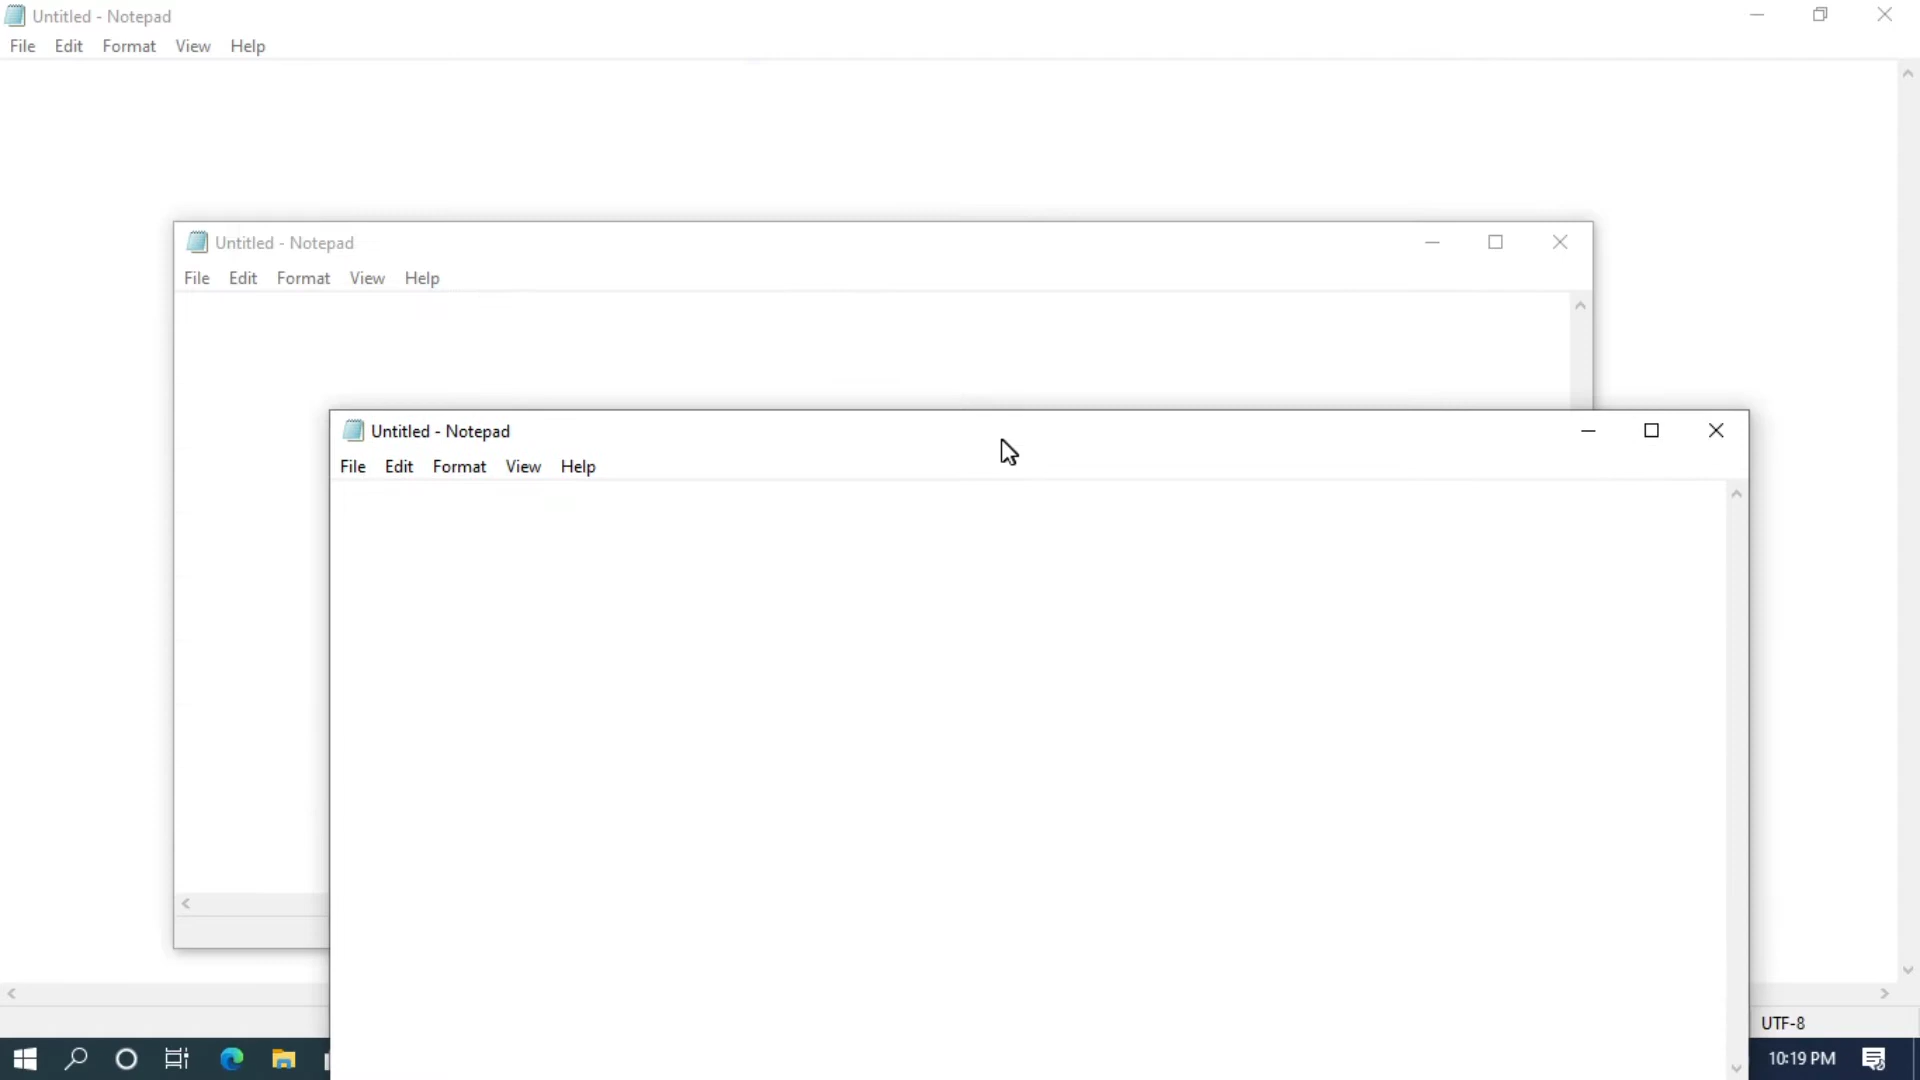 Untitled - Notepad
File Edit Format View Help
Untitled - Notepad
File Edit Format View Help
Untitled - Notepad
File Edit Format View Help
UTF-8
10:19 PM